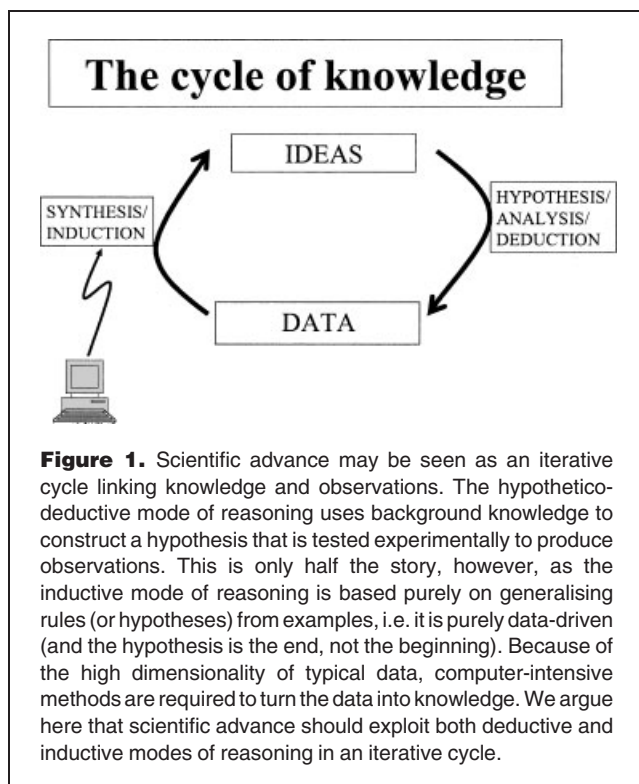 The cycle of knowledge
IDEAS
SYNTHESIS/
INDUCTION
HYPOTHESIS/
ANALYSIS/
DEDUCTION
DATA
Figure 1. Scientific advance may be seen as an iterative
cycle linking knowledge and observations. The hypothetico-
deductive mode of reasoning uses background knowledge to
construct a hypothesis that is tested experimentally to produce
observations. This is only half the story, however, as the
inductive mode of reasoning is based purely on generalising
rules (or hypotheses) from examples, i.e. it is purely data-driven
(and the hypothesis is the end, not the beginning). Because of
the high dimensionality of typical data, computer-intensive
methods are required to turn the data into knowledge. We argue
here that scientific advance should exploit both deductive and
inductive modes of reasoning in an iterative cycle.